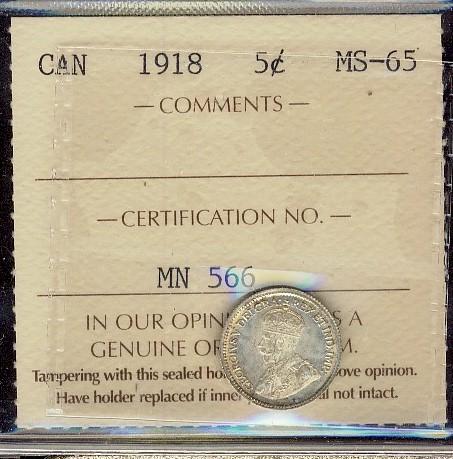 CAN 1918 5¢ MS-65
— COMMENTS —
— CERTIFICATION NO. —
MN 566
IN OUR S A
GENUINE
Tampering with this sealed opinion.
Have holder replaced if not intact.